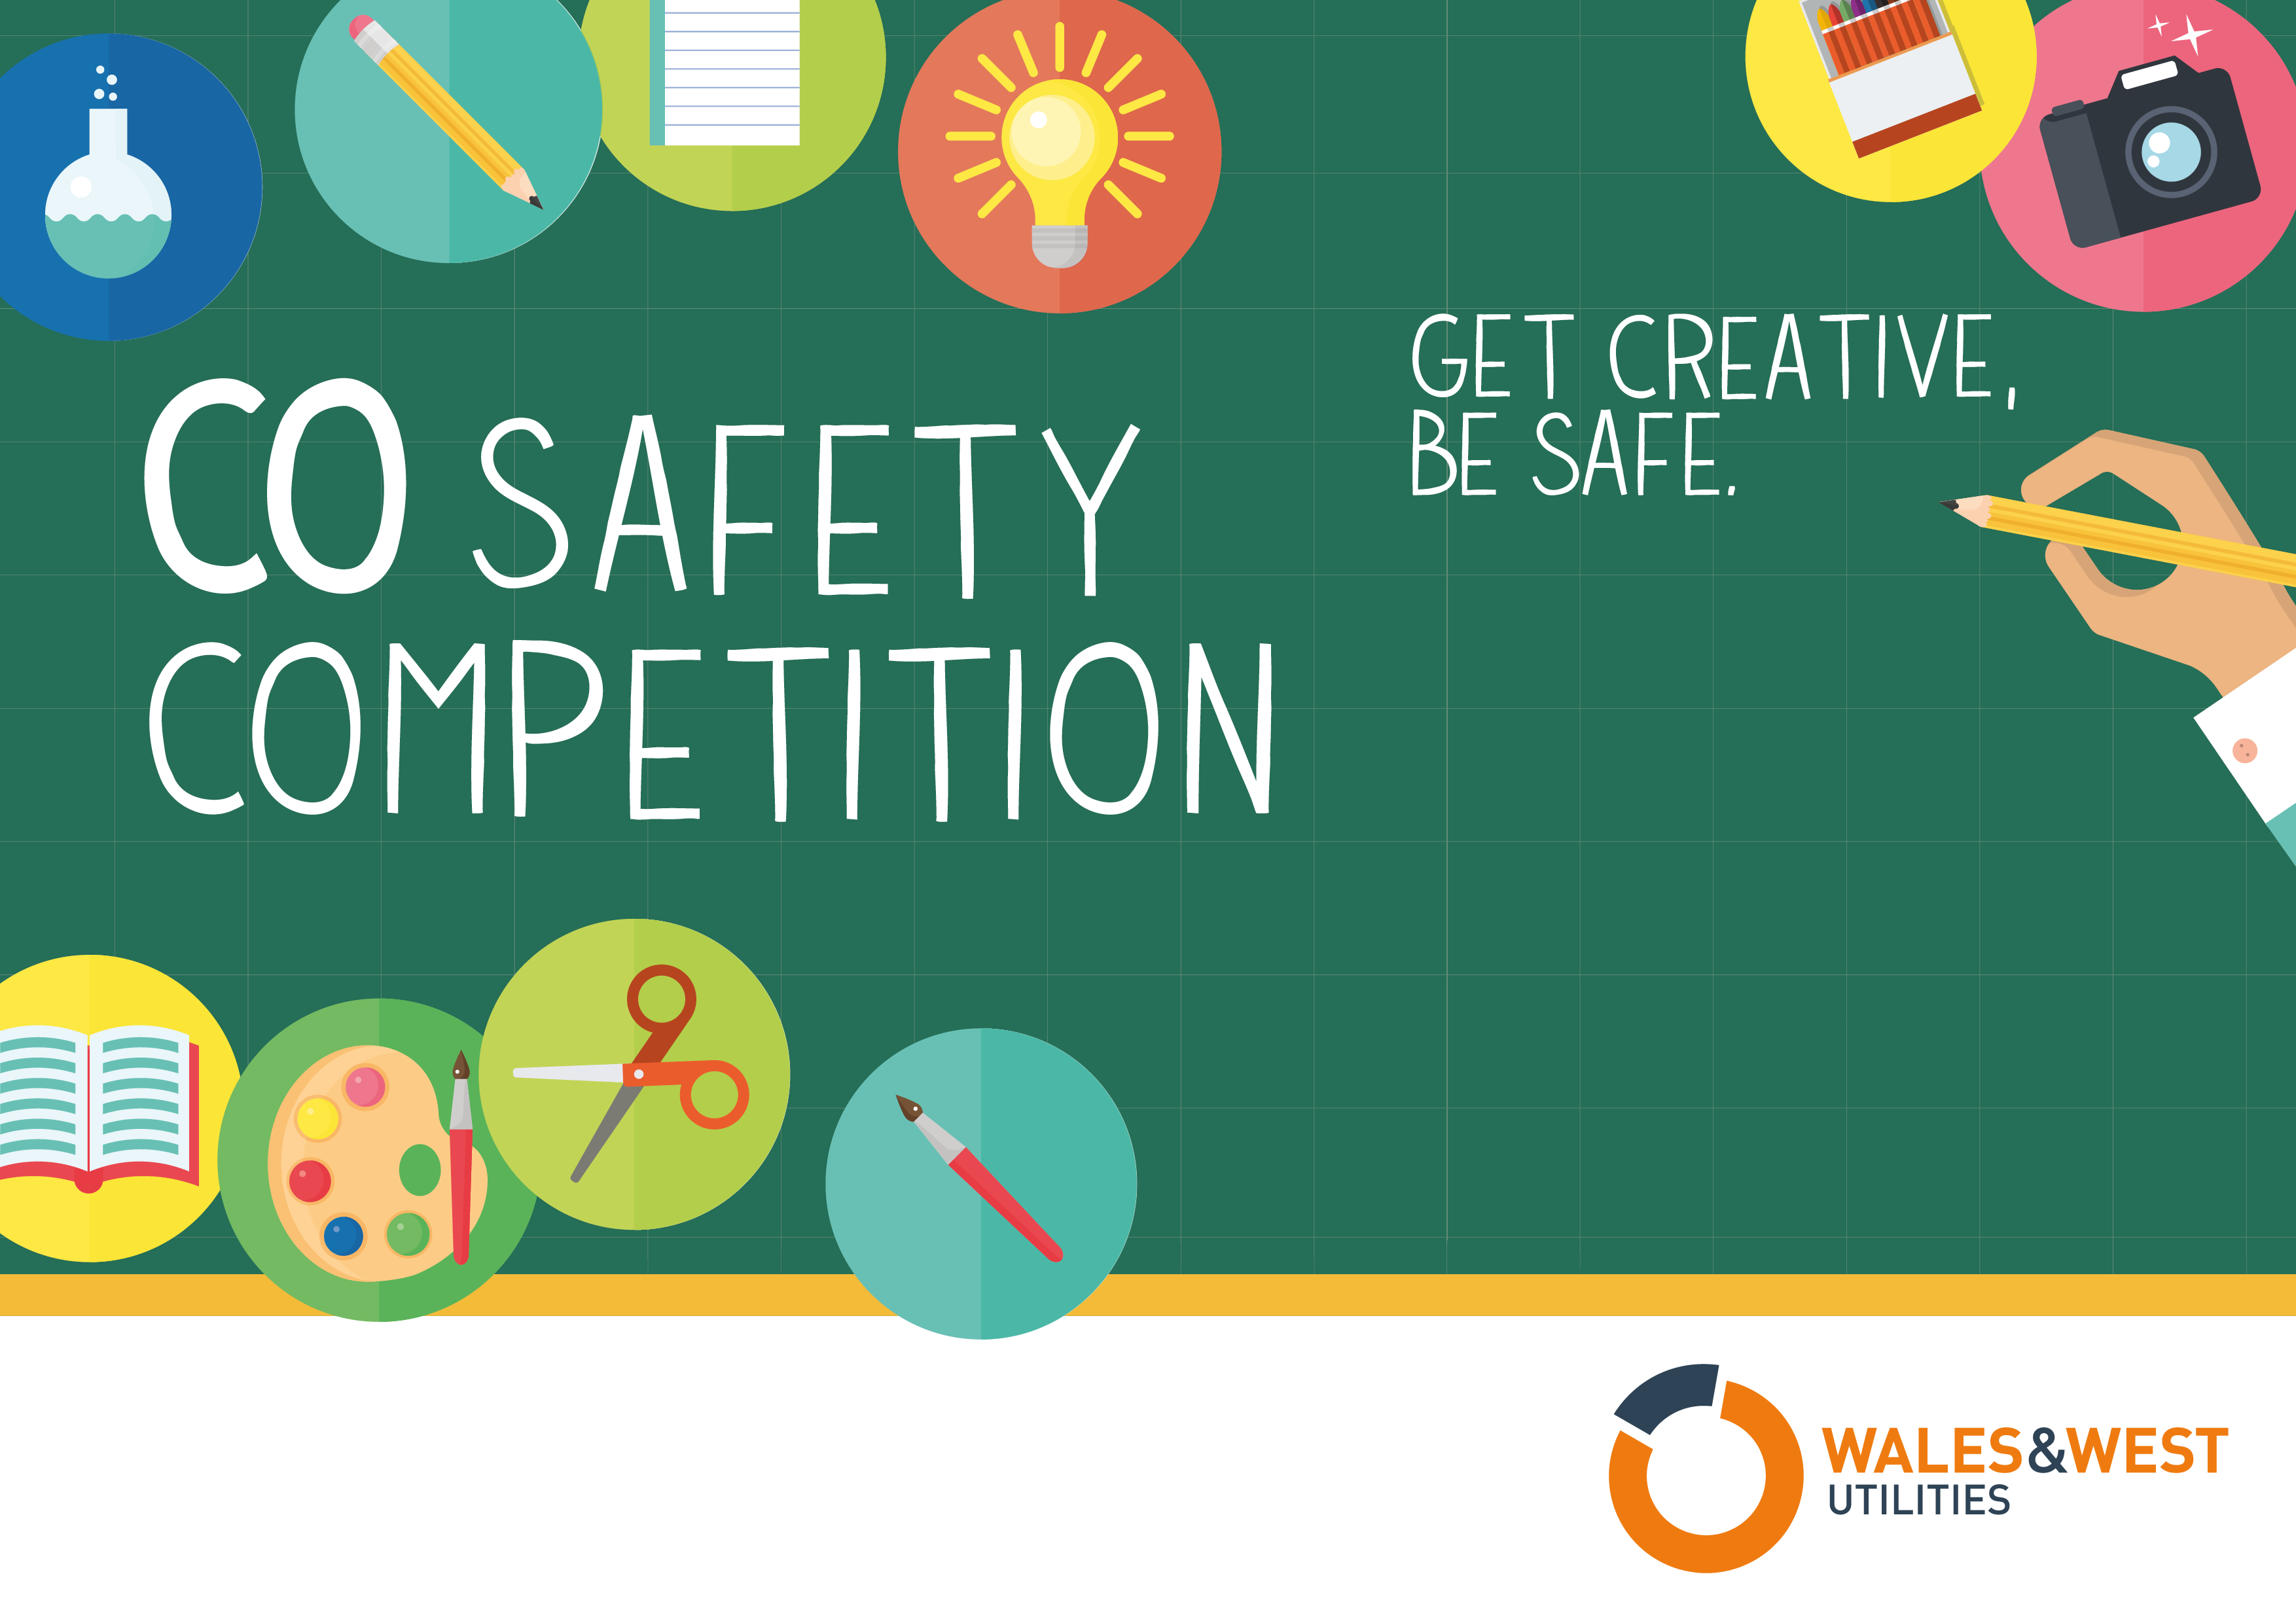 CO SAFETY
COMPETITION
GET CREATIVE,
BE SAFE.
WALES&WEST
UTILITIES